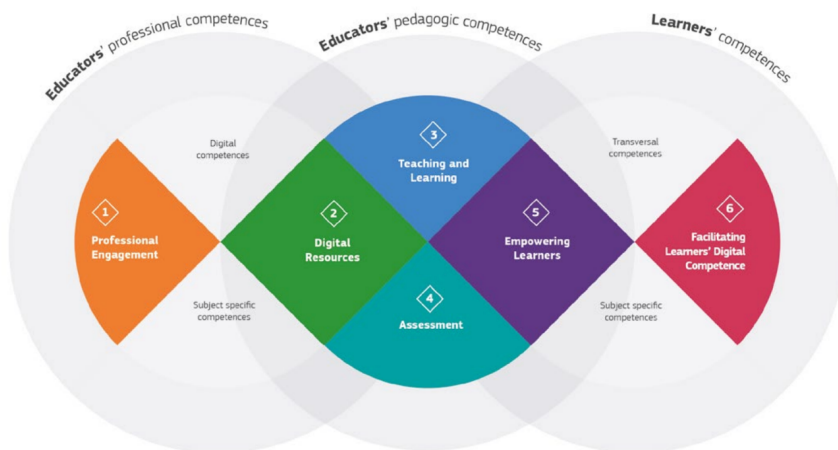 Educators' professional competences
Educators' pedagogic competences
Learners' competences
Digital
competences
Transversal
competences
3
Teaching and
Learning
1
Professional
Engagement
2
Digital
Resources
5
Empowering
Learners
6
Facilitating
Learners' Digital
Competence
4
Assessment
Subject specific
competences
Subject specific
competences